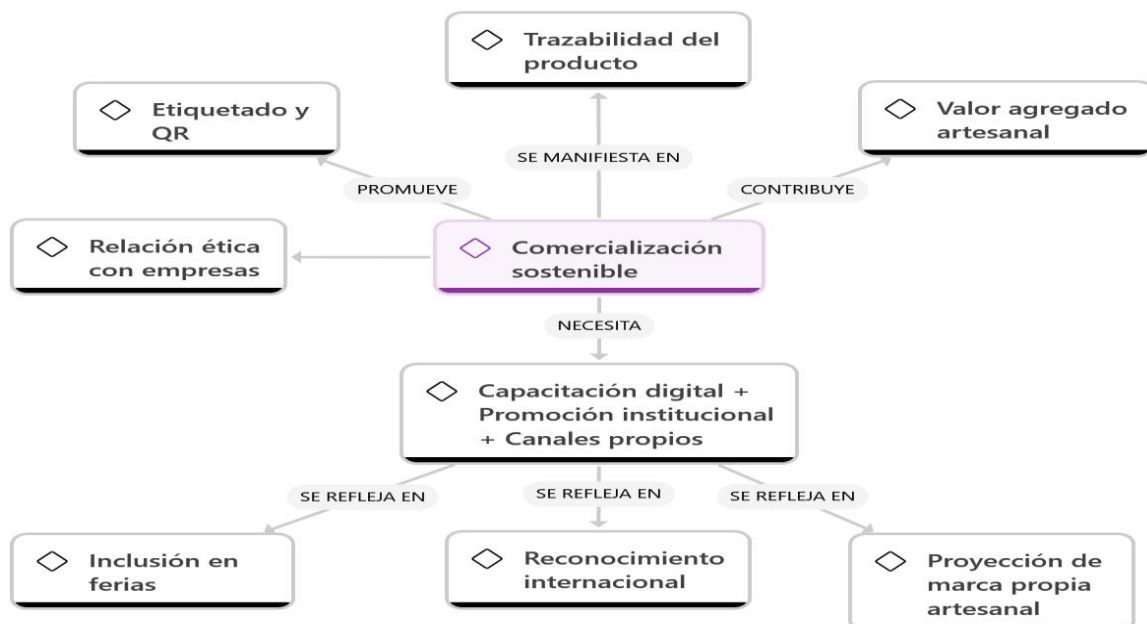 Trazabilidad del
producto
Etiquetado y
QR
Valor agregado
artesanal
SE MANIFIESTA EN
PROMUEVE
CONTRIBUYE
Relación ética
con empresas
Comercialización
sostenible
NECESITA
Capacitación digital +
Promoción institucional
+ Canales propios
SE REFLEJA EN
SE REFLEJA EN
SE REFLEJA EN
Inclusión en
ferias
Reconocimiento
internacional
Proyección de
marca propia
artesanal